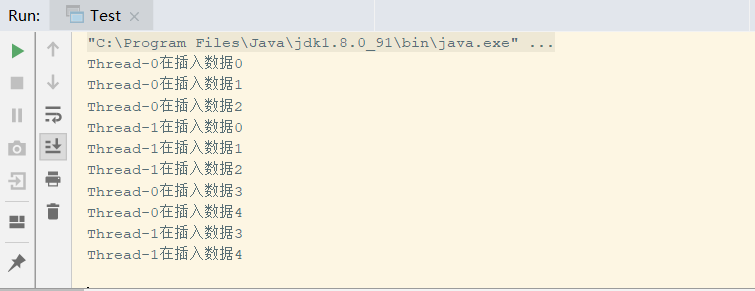 Run: Test
"C:\Program Files\Java\jdk1.8.0_91\bin\java.exe" ...
Thread-0在插入数据0
Thread-0在插入数据1
Thread-0在插入数据2
Thread-1在插入数据0
Thread-1在插入数据1
Thread-1在插入数据2
Thread-0在插入数据3
Thread-0在插入数据4
Thread-1在插入数据3
Thread-1在插入数据4